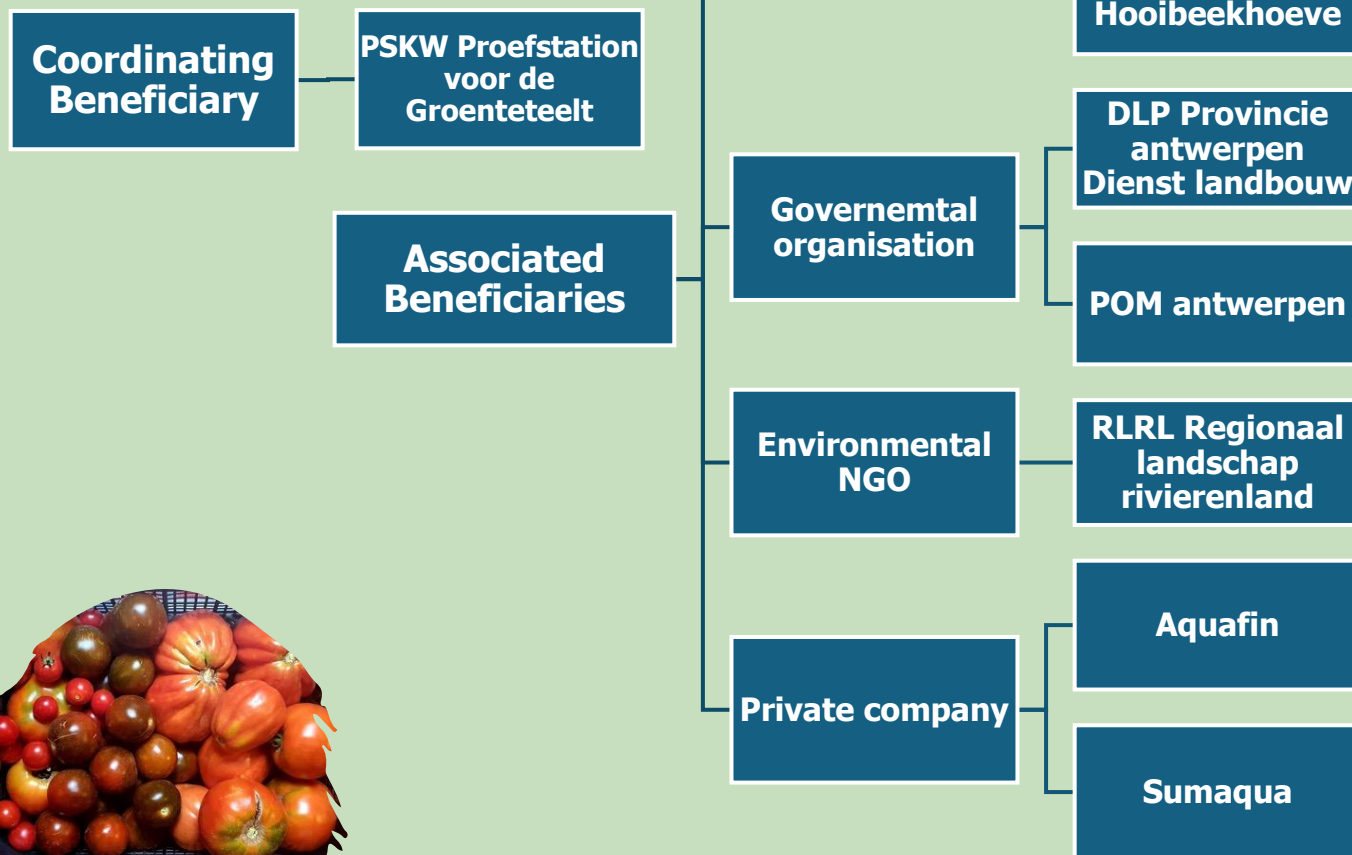 Coordinating
Beneficiary
PSKW Proefstation
voor de
Groenteteelt
Associated
Beneficiaries
Hooibeekhoeve
Governemtal
organisation
DLP Provincie
antwerpen
Dienst landbouw
POM antwerpen
Environmental
NGO
RLRL Regionaal
landschap
rivierenland
Private company
Aquafin
Sumaqua